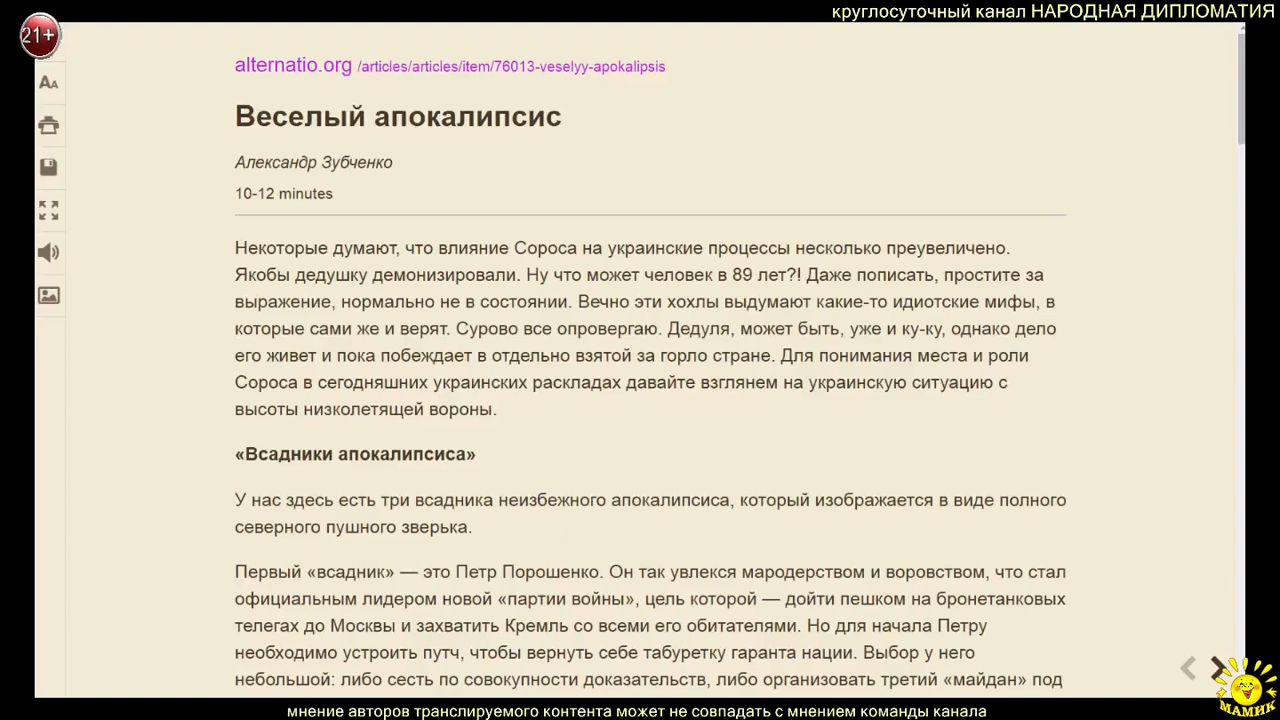 круглосуточный канал НАРОДНАЯ ДИПЛОМАТИЯ
21+
AA
alternatio.org /articles/articles/item/76013-veselyy-apokalipsis
Веселый апокалипсис
Александр Зубченко
10-12 minutes
Некоторые думают, что влияние Сороса на украинские процессы несколько преувеличено.
Якобы дедушку демонизировали. Ну что может человек в 89 лет?! Даже пописать, простите за
выражение, нормально не в состоянии. Вечно эти хохлы выдумают какие-то идиотские мифы, в
которые сами же и верят. Сурово все опровергаю. Дедуля, может быть, уже и ку-ку, однако дело
его живет и пока побеждает в отдельно взятой за горло стране. Для понимания места и роли
Сороса в сегодняшних украинских раскладах давайте взглянем на украинскую ситуацию с
высоты низколетящей вороны.
«Всадники апокалипсиса»
У нас здесь есть три всадника неизбежного апокалипсиса, который изображается в виде полного
северного пушного зверька.
Первый «всадник» — это Петр Порошенко. Он так увлекся мародерством и воровством, что стал
официальным лидером новой «партии войны», цель которой — дойти пешком на бронетанковых
телегах до Москвы и захватить Кремль со всеми его обитателями. Но для начала Петру
необходимо устроить путч, чтобы вернуть себе табуретку гаранта нации. Выбор у него
небольшой: либо сесть по совокупности доказательств, либо организовать третий «майдан» под
МАМИК
мнение авторов транслируемого контента может не совпадать с мнением команды канала